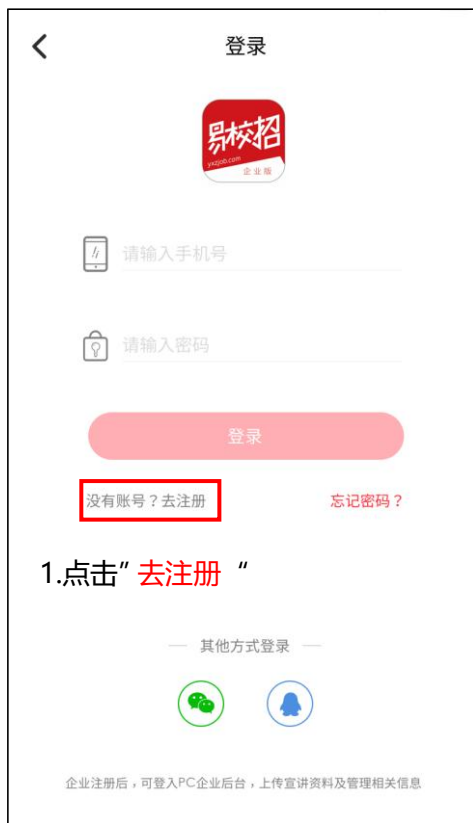 登录
易校招
yxzjob.com
企业版
请输入手机号
请输入密码
登录
没有账号？去注册 忘记密码？
1.点击”去注册“
其他方式登录
企业注册后，可登入PC企业后台，上传宣讲资料及管理相关信息